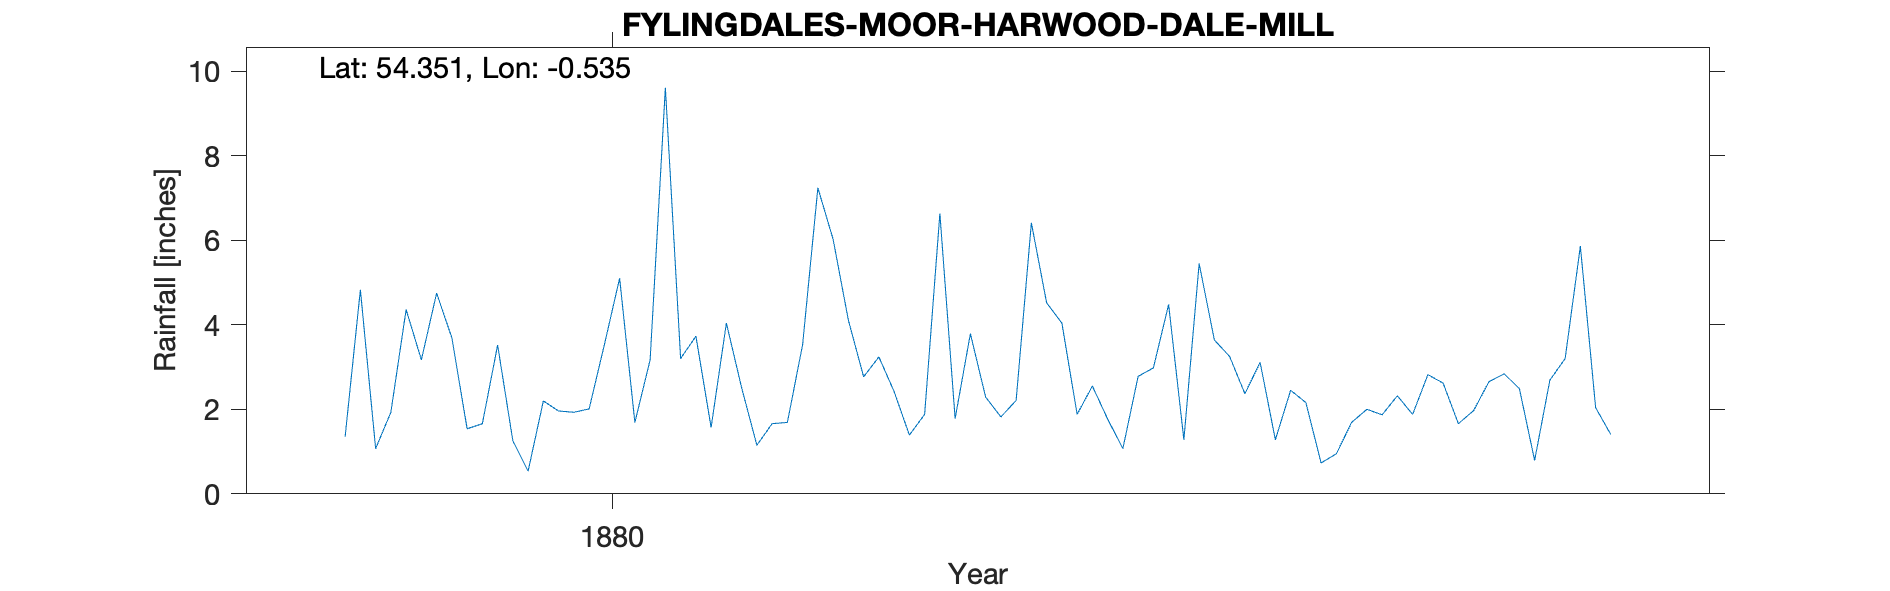 FYLINGDALES-MOOR-HARWOOD-DALE-MILL
Lat: 54.351, Lon: -0.535
10
8
6
4
2
0
Rainfall [inches]
1880
Year